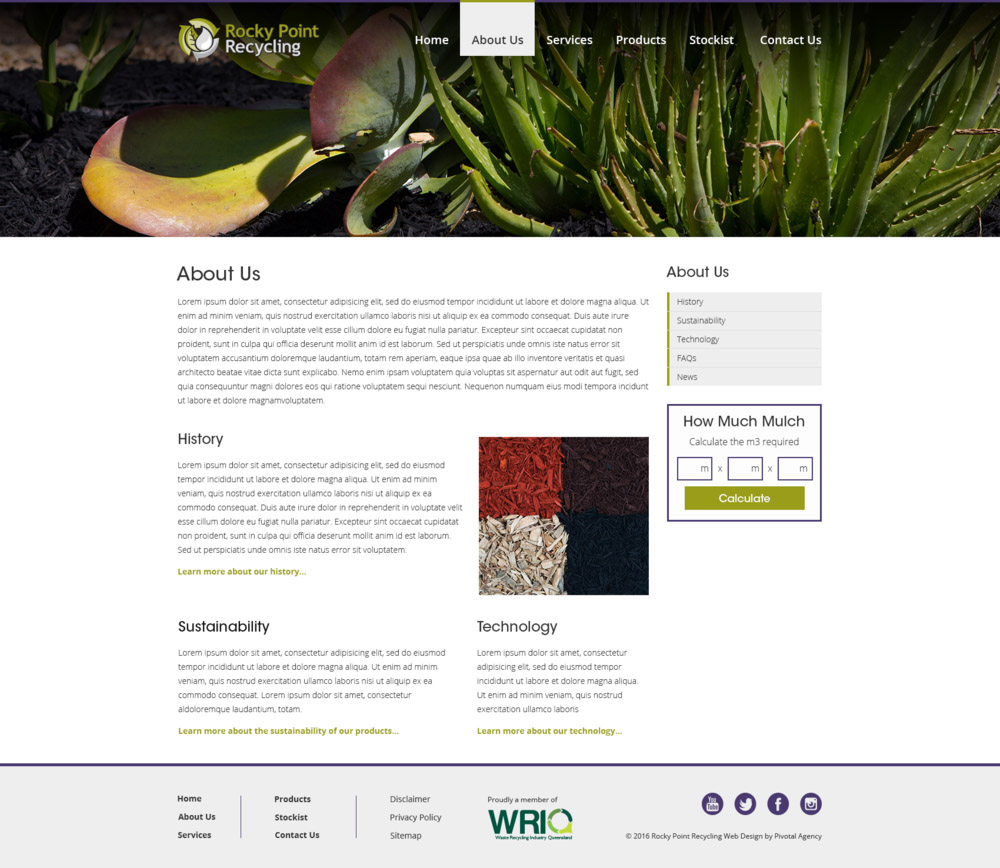 Rocky Point
Recycling
Home About Us Services Products Stockist Contact Us
About Us
Lorem ipsum dolor sit amet, consectetur adipisicing elit, sed do eiusmod tempor incididunt ut labore et dolore magna aliqua. Ut
enim ad minim veniam, quis nostrud exercitation ullamco laboris nisi ut aliquip ex ea commodo consequat. Duis aute irure
dolor in reprehenderit in voluptate velit esse cillum dolore eu fugiat nulla pariatur. Excepteur sint occaecat cupidatat non
proident, sunt in culpa qui officia deserunt mollit anim id est laborum. Sed ut perspiciatis unde omnis iste natus error sit
voluptatem accusantium doloremque laudantium, totam rem aperiam, eaque ipsa quae ab illo inventore veritatis et quasi
architecto beatae vitae dicta sunt explicabo. Nemo enim ipsam voluptatem quia voluptas sit aspernatur aut odit aut fugit, sed
quia consequuntur magni dolores eos qui ratione voluptatem sequi nesciunt. Nequenon numquam eius modi tempora incidunt
ut labore et dolore magnamvoluptatem.
History
Lorem ipsum dolor sit amet, consectetur adipisicing elit, sed do eiusmod
tempor incididunt ut labore et dolore magna aliqua. Ut enim ad minim
veniam, quis nostrud exercitation ullamco laboris nisi ut aliquip ex ea
commodo consequat. Duis aute irure dolor in reprehenderit in voluptate velit
esse cillum dolore eu fugiat nulla pariatur. Excepteur sint occaecat cupidatat
non proident, sunt in culpa qui officia deserunt mollit anim id est laborum.
Sed ut perspiciatis unde omnis iste natus error sit voluptatem.
Learn more about our history...
Sustainability
Lorem ipsum dolor sit amet, consectetur adipisicing elit, sed do eiusmod
tempor incididunt ut labore et dolore magna aliqua. Ut enim ad minim
veniam, quis nostrud exercitation ullamco laboris nisi ut aliquip ex ea
commodo consequat. Lorem ipsum dolor sit amet, consectetur
aldoloremque laudantium, totam.
Learn more about the sustainability of our products...
Technology
Lorem ipsum dolor sit amet, consectetur
adipisicing elit, sed do eiusmod tempor
incididunt ut labore et dolore magna aliqua.
Ut enim ad minim veniam, quis nostrud
exercitation ullamco laboris
Learn more about our technology...
About Us
History
Sustainability
Technology
FAQs
News
How Much Mulch
Calculate the m3 required
m x m x m
Calculate
Home
About Us
Services
Products
Stockist
Contact Us
Disclaimer
Privacy Policy
Sitemap
Proudly a member of
WRIQ
Waste Recycling Industry Queensland
You Tube
© 2016 Rocky Point Recycling Web Design by Pivotal Agency